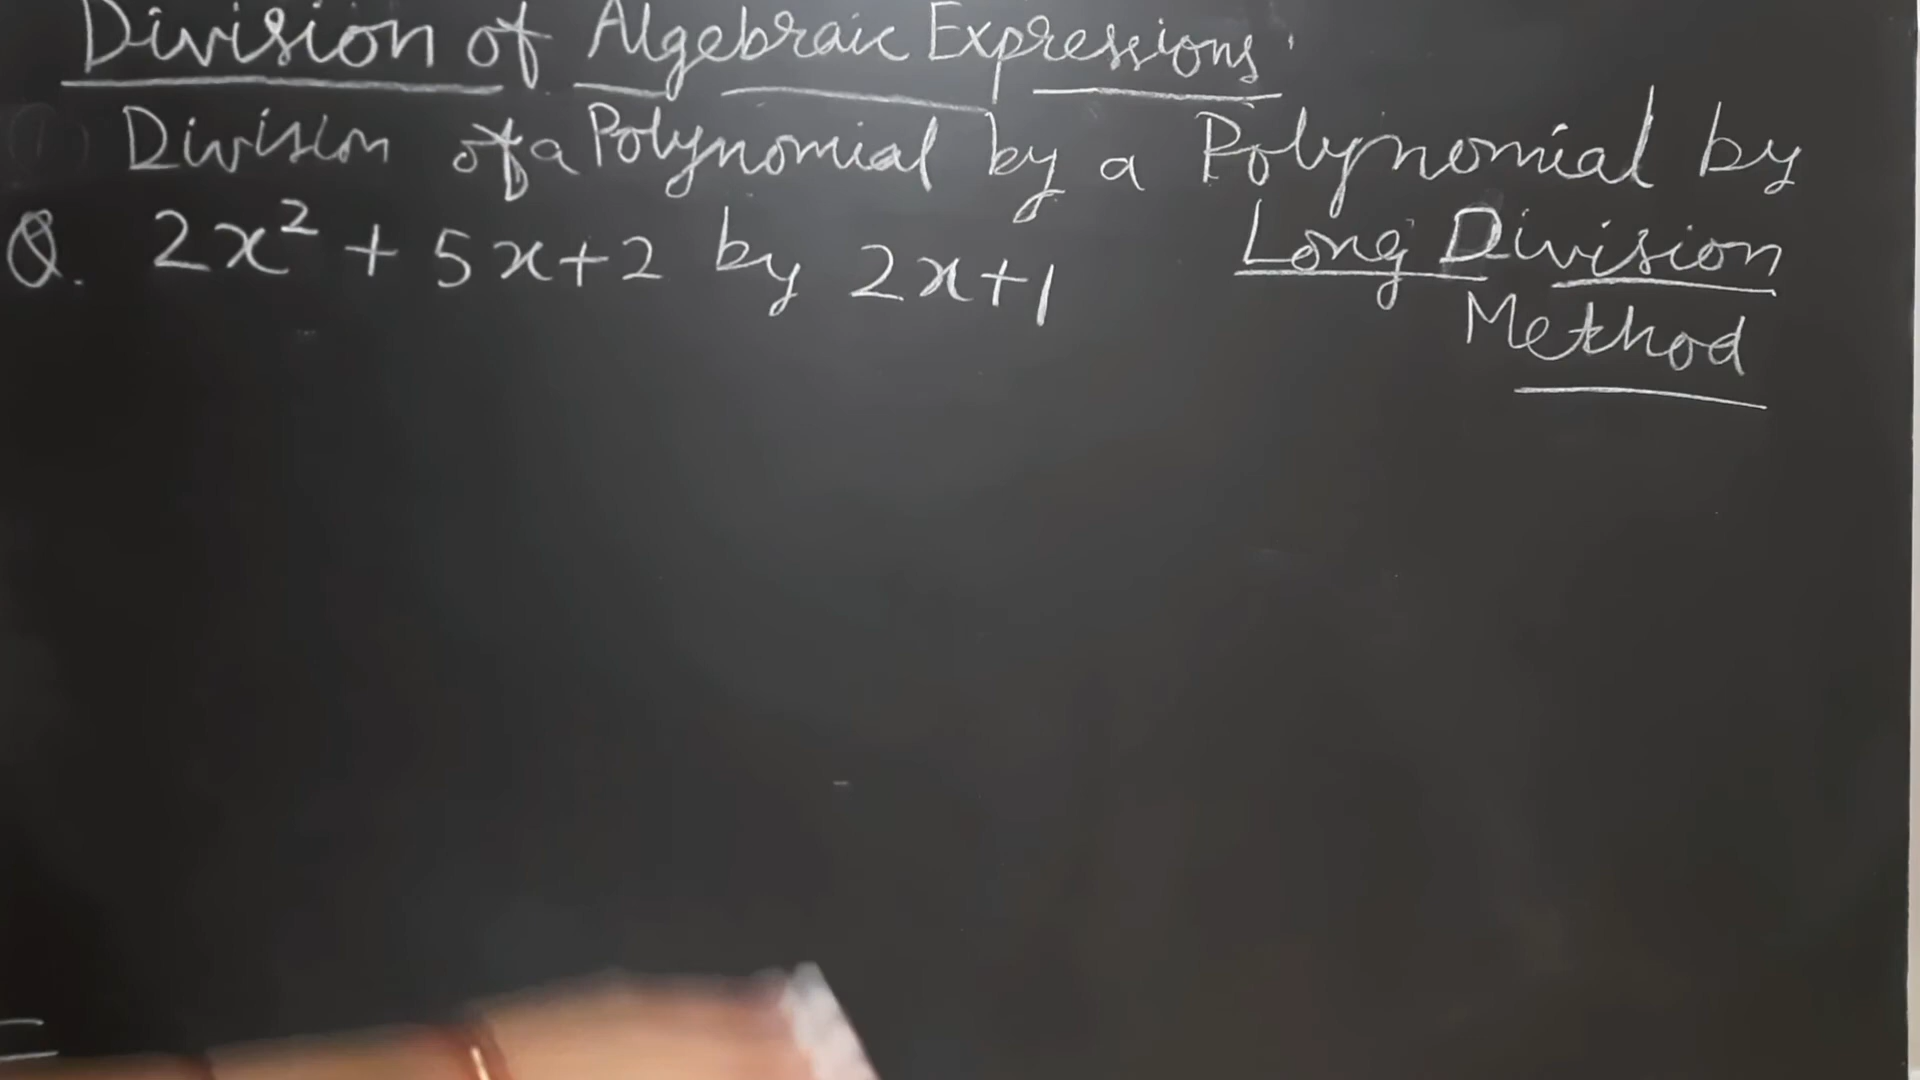 Division of Algebraic Expressions.
Division of a Polynomial by a Polynomial by
Long Division
Method
Q. 2x² + 5x+2 by 2x+1
=